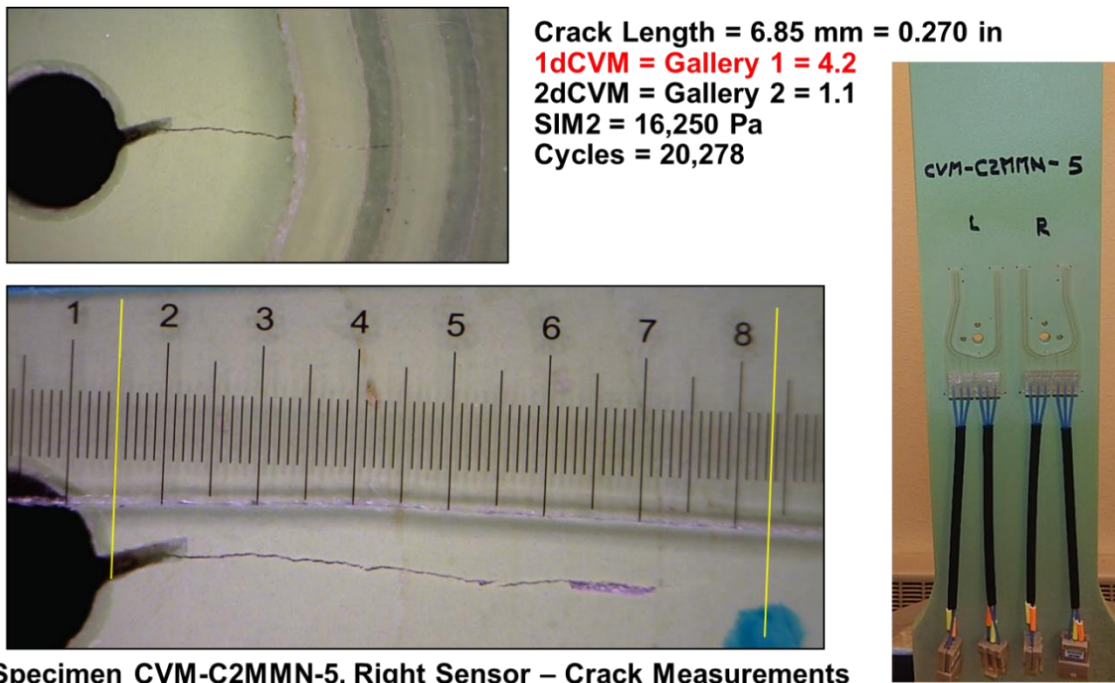 Crack Length = 6.85 mm = 0.270 in
1dCVM = Gallery 1 = 4.2
2dCVM = Gallery 2 = 1.1
SIM2 = 16,250 Pa
Cycles = 20,278
CVM-C2MMN-5
L R
1 2 3 4 5 6 7 8
Specimen CVM-C2MMN-5, Right Sensor – Crack Measurements